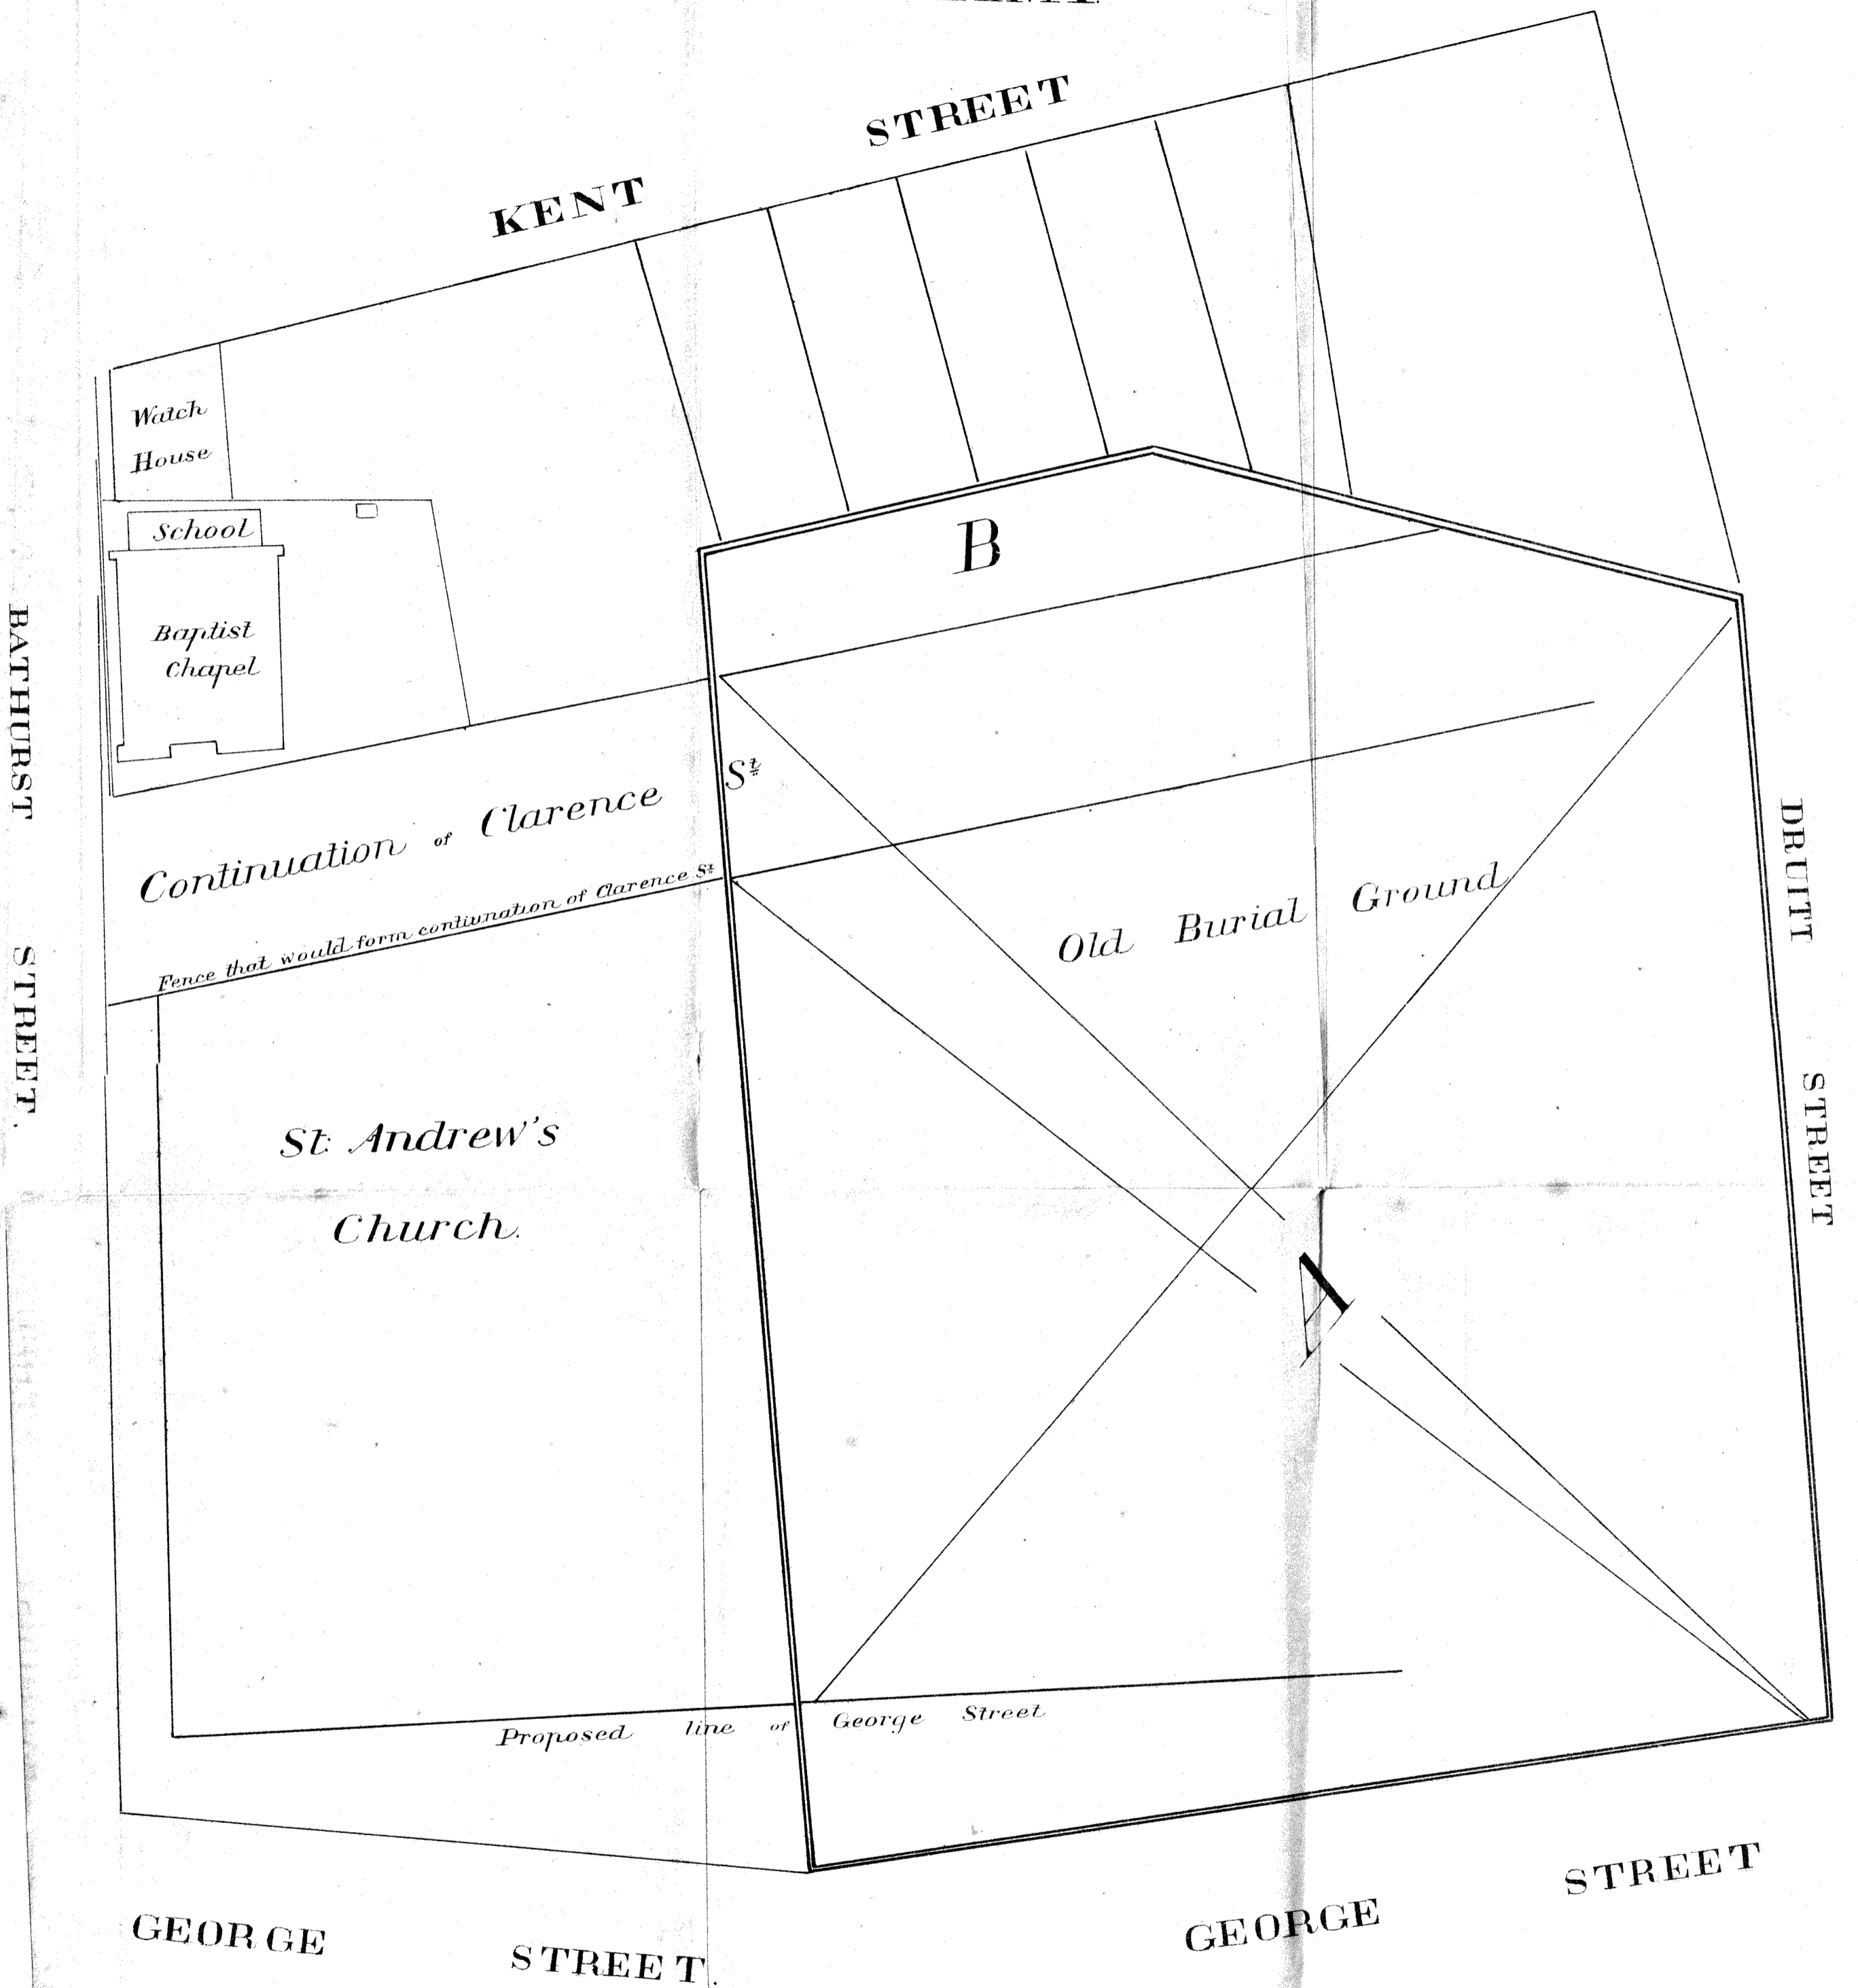 KENT STREET
Watch
House
School
Baptist
Chapel
B
BATHURST STREET.
Continuation of Clarence St
Fence that would form contiunation of Clarence St
Old Burial Ground
DRUITT STREET
St. Andrew's
Church.
A
Proposed line of George Street
GEORGE STREET.
GEORGE STREET